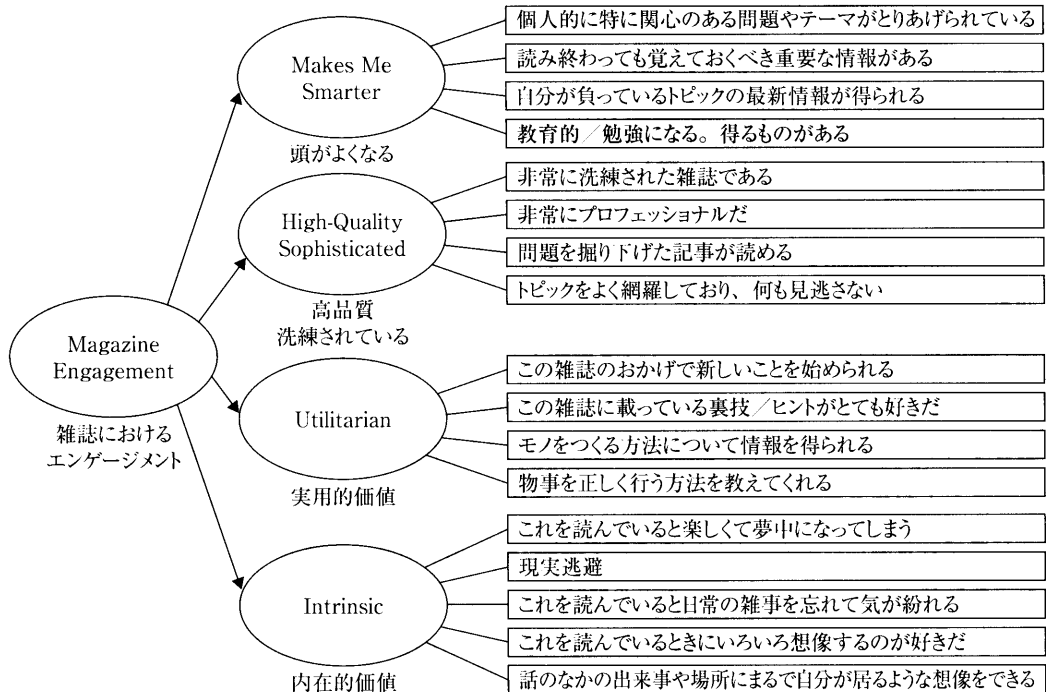 Makes Me
Smarter
頭がよくなる
個人的に特に関心のある問題やテーマがとりあげられている
読み終わっても覚えておくべき重要な情報がある
自分が負っているトピックの最新情報が得られる
教育的／勉強になる。得るものがある
High-Quality
Sophisticated
高品質
洗練されている
非常に洗練された雑誌である
非常にプロフェッショナルだ
問題を掘り下げた記事が読める
トピックをよく網羅しており、何も見逃さない
Magazine
Engagement
雑誌における
エンゲージメント
Utilitarian
実用的価値
この雑誌のおかげで新しいことを始められる
この雑誌に載っている裏技／ヒントがとても好きだ
モノをつくる方法について情報を得られる
物事を正しく行う方法を教えてくれる
Intrinsic
内在的価値
これを読んでいると楽しくて夢中になってしまう
現実逃避
これを読んでいると日常の雑事を忘れて気が紛れる
これを読んでいるときにいろいろ想像するのが好きだ
話のなかの出来事や場所にまるで自分が居るような想像をできる